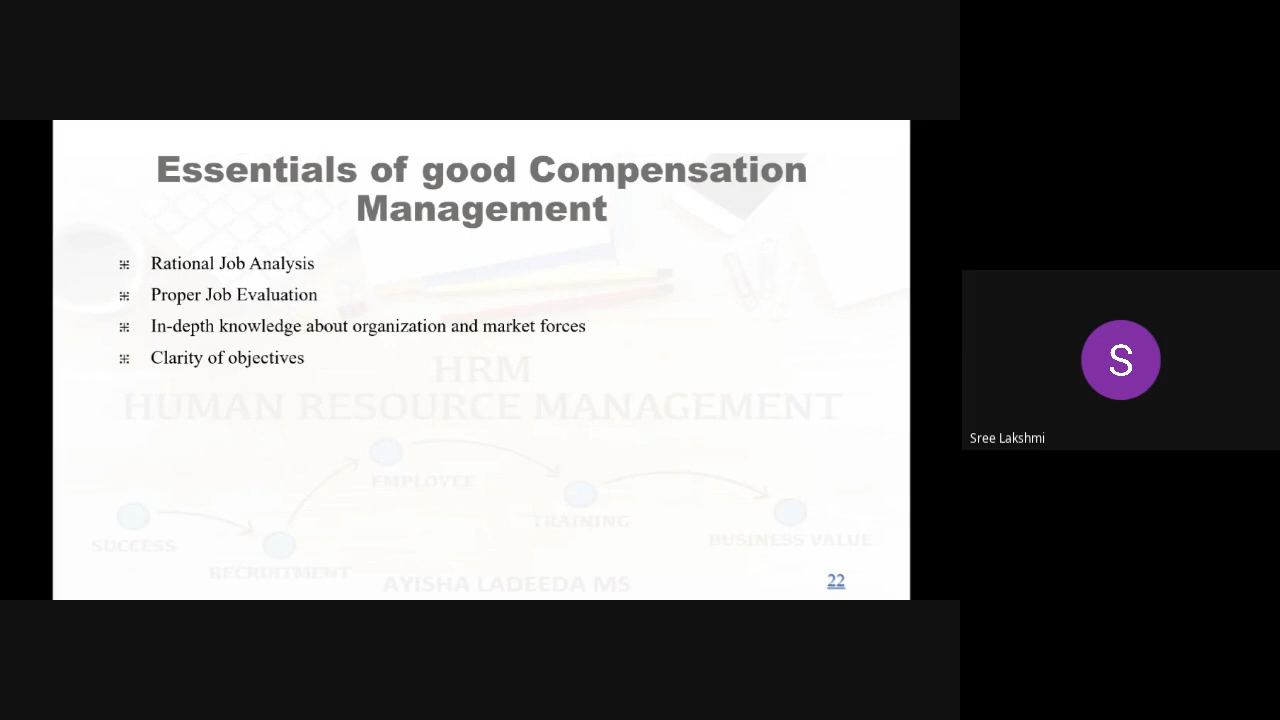 Essentials of good Compensation
Management
Rational Job Analysis
Proper Job Evaluation
In-depth knowledge about organization and market forces
Clarity of objectives
HRM
HUMAN RESOURCE MANAGEMENT
EMPLOYEE
TRAINING
SUCCESS
BUSINESS VALUE
RECRUITMENT
AYISHA LADEEDA MS
22
S
Sree Lakshmi